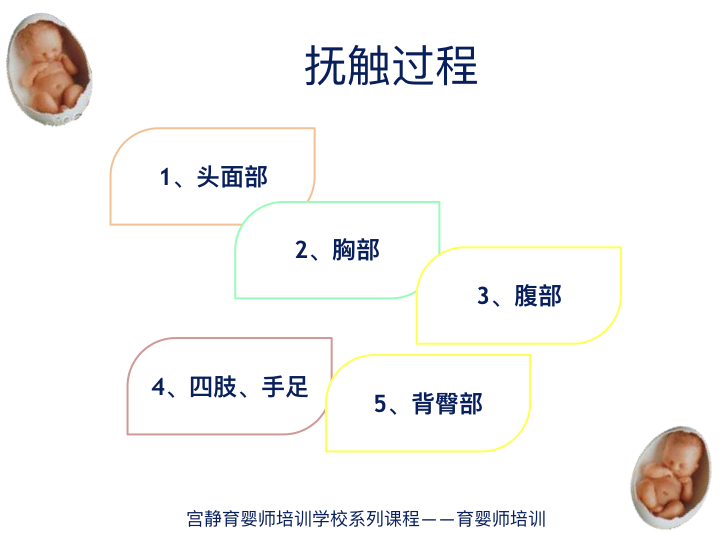 抚触过程
1、头面部
2、胸部
3、腹部
4、四肢、手足
5、背臀部
宫静育婴师培训学校系列课程——育婴师培训